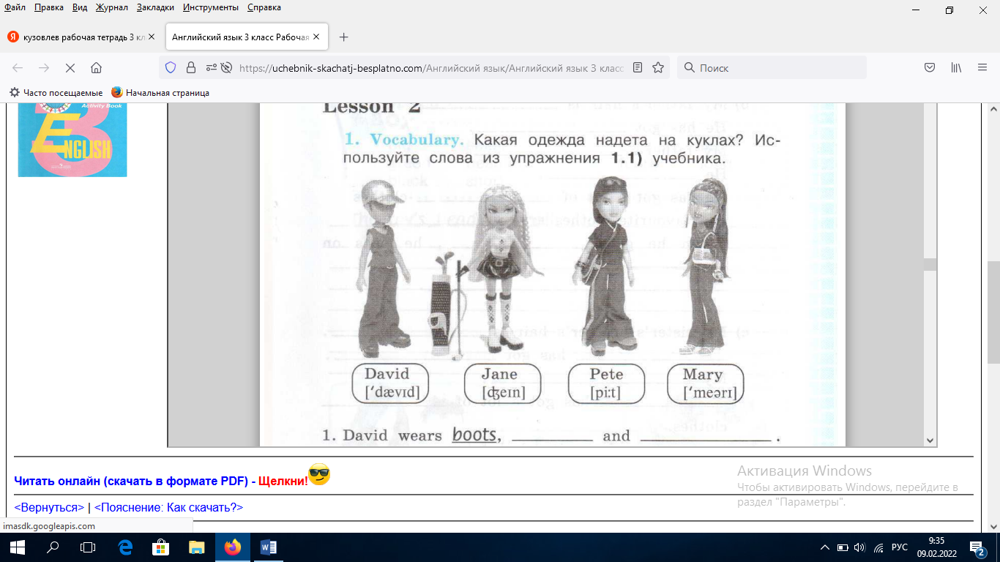 Файл Правка Вид Журнал Закладки Инструменты Справка
кузовлев рабочая тетрадь 3 кл
Английский язык 3 класс Рабочая
https://uchebnik-skachatj-besplatno.com/Английский язык/Английский язык 3 класс
Поиск
Часто посещаемые
Начальная страница
Activity Book
3
ENGLISH
Lesson 2
1. Vocabulary. Какая одежда надета на куклах? Ис-
пользуйте слова из упражнения 1.1) учебника.
David
[ˈdævɪd]
Jane
[ʤeɪn]
Pete
[piːt]
Mary
[ˈmeərɪ]
1. David wears boots, __________ and ________________ .
Читать онлайн (скачать в формате PDF) - Щелкни!
<Вернуться> | <Пояснение: Как скачать?>
Активация Windows
Чтобы активировать Windows, перейдите в
раздел "Параметры".
imasdk.googleapis.com
РУС
9:35
09.02.2022
2